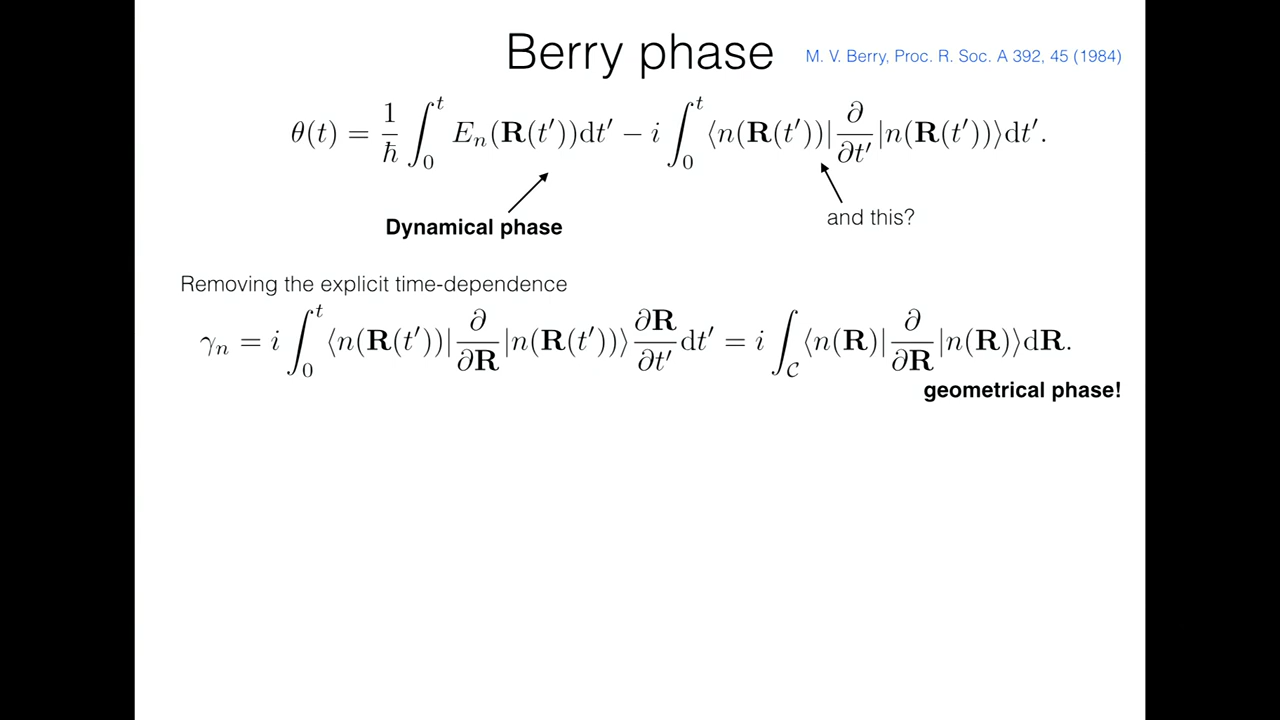 Berry phase
M. V. Berry, Proc. R. Soc. A 392, 45 (1984)
θ(t) = 1/ħ ∫₀ᵗ Eₙ(R(t′))dt′ − i ∫₀ᵗ ⟨n(R(t′))| ∂/∂t′ |n(R(t′))⟩dt′.
Dynamical phase
and this?
Removing the explicit time-dependence
γₙ = i ∫₀ᵗ ⟨n(R(t′))| ∂/∂R |n(R(t′))⟩ ∂R/∂t′ dt′ = i ∫_C ⟨n(R)| ∂/∂R |n(R)⟩dR.
geometrical phase!